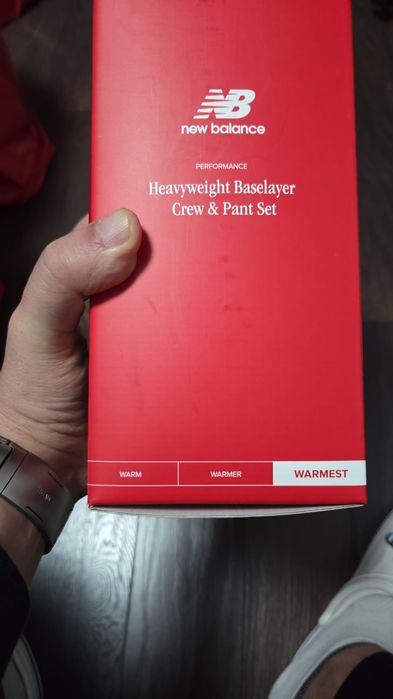 NB
new balance
PERFORMANCE
Heavyweight Baselayer
Crew & Pant Set
WARM WARMER WARMEST